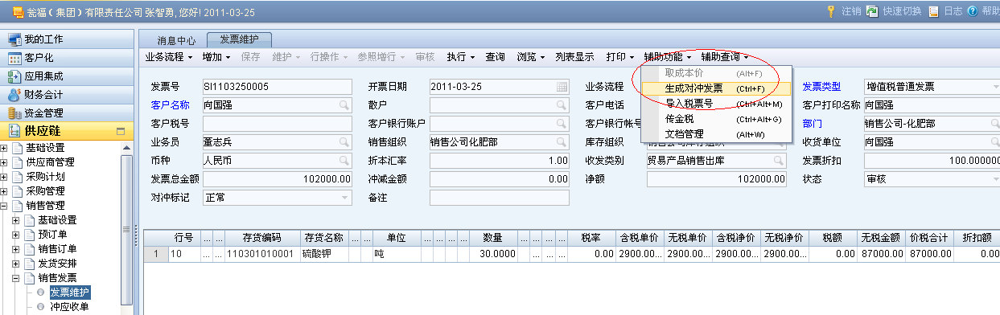 瓮福（集团）有限责任公司 张智勇, 您好! 2011-03-25 注销 快速切换 日志 帮助
我的工作
客户化
应用集成
财务会计
资金管理
供应链
基础设置
供应商管理
采购计划
采购管理
销售管理
基础设置
预订单
销售订单
发货安排
销售发票
发票维护
冲应收单
消息中心 发票维护
业务流程 增加 保存 维护 行操作 参照增行 审核 执行 查询 浏览 列表显示 打印 辅助功能 辅助查询
取成本价 (Alt+F)
生成对冲发票 (Ctrl+F)
导入税票号 (Ctrl+Alt+M)
传金税 (Ctrl+Alt+G)
文档管理 (Alt+W)
发票号 SI1103250005 开票日期 2011-03-25 业务流程 发票类型 增值税普通发票
客户名称 向国强 散户 客户电话 客户打印名称 向国强
客户税号 客户银行账户 客户银行帐号 部门 销售公司-化肥部
业务员 董志兵 销售组织 销售公司化肥部 库存组织 销售公司库存组织 收货单位 向国强
币种 人民币 折本汇率 1.00 收发类别 贸易产品销售出库 发票折扣 100.000000
发票总金额 102000.00 冲减金额 0.00 净额 102000.00 状态 审核
对冲标记 正常 备注
行号 ... ... 存货编码 存货名称 ... ... 单位 ... ... ... ... 数量 ... ... ... ... 税率 含税单价 无税单价 含税净价 无税净价 税额 无税金额 价税合计 折扣额
1 10 ... ... 110301010001 硫酸钾 吨 30.0000 0.00 2900.00... 2900.00... 2900.00... 2900.00... 0.00 87000.00 87000.00 0.00